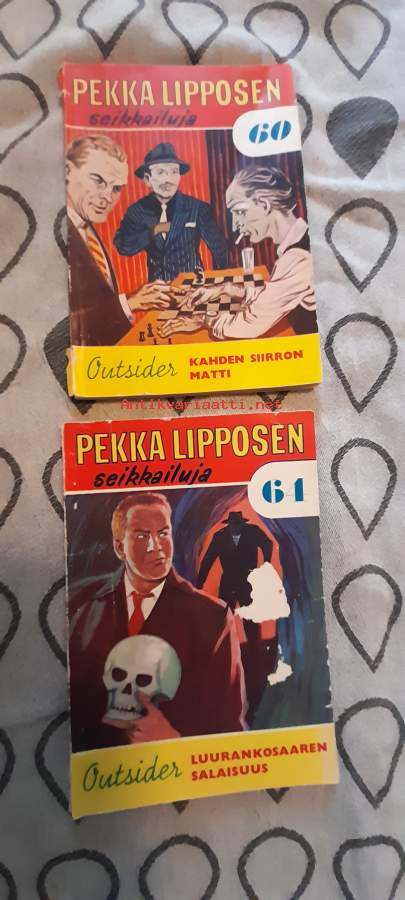 PEKKA LIPPOSEN
seikkailuja
60
Outsider
KAHDEN SIIRRON
MATTI
Antikvariaatti.net
PEKKA LIPPOSEN
seikkailuja
64
Outsider
LUURANKOSAAREN
SALAISUUS